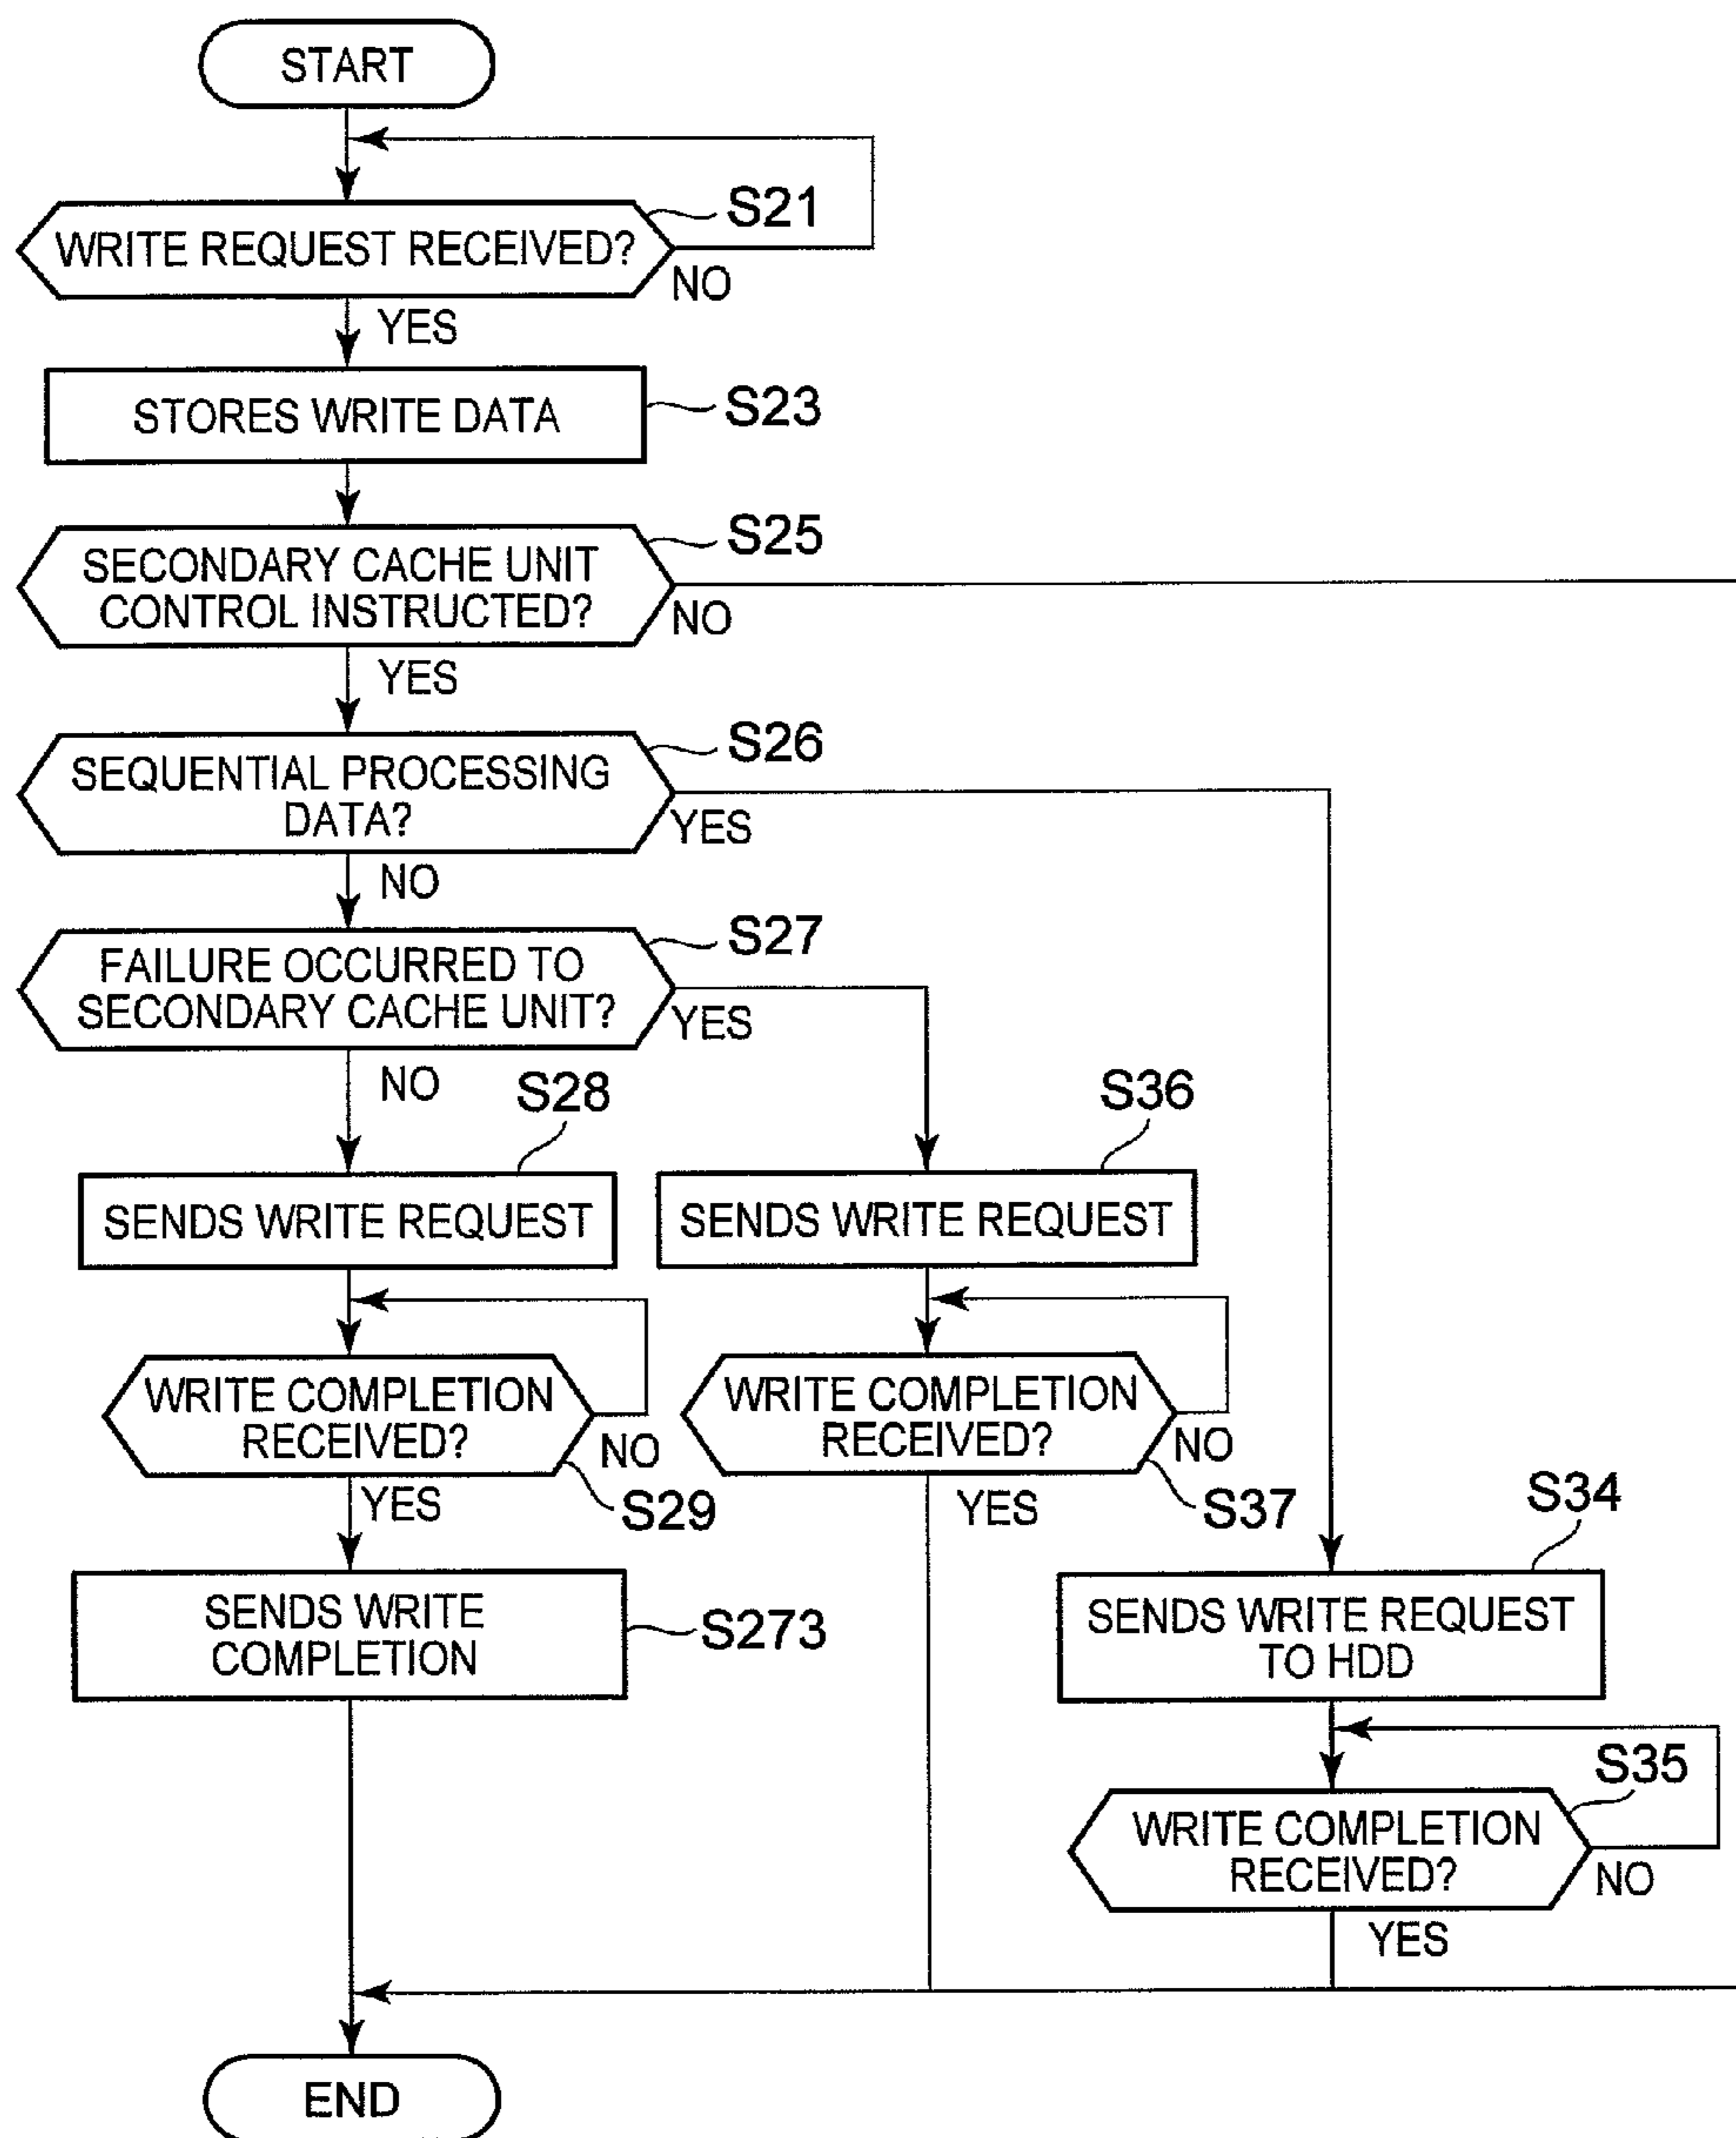 START
S21
WRITE REQUEST RECEIVED?
NO
YES
STORES WRITE DATA
S23
S25
SECONDARY CACHE UNIT
CONTROL INSTRUCTED?
NO
YES
S26
SEQUENTIAL PROCESSING
DATA?
YES
NO
S27
FAILURE OCCURRED TO
SECONDARY CACHE UNIT?
YES
NO
S28
S36
SENDS WRITE REQUEST
SENDS WRITE REQUEST
WRITE COMPLETION
RECEIVED?
NO
YES
S29
WRITE COMPLETION
RECEIVED?
NO
YES
S37
S34
SENDS WRITE
COMPLETION
S273
SENDS WRITE REQUEST
TO HDD
S35
WRITE COMPLETION
RECEIVED?
NO
YES
END